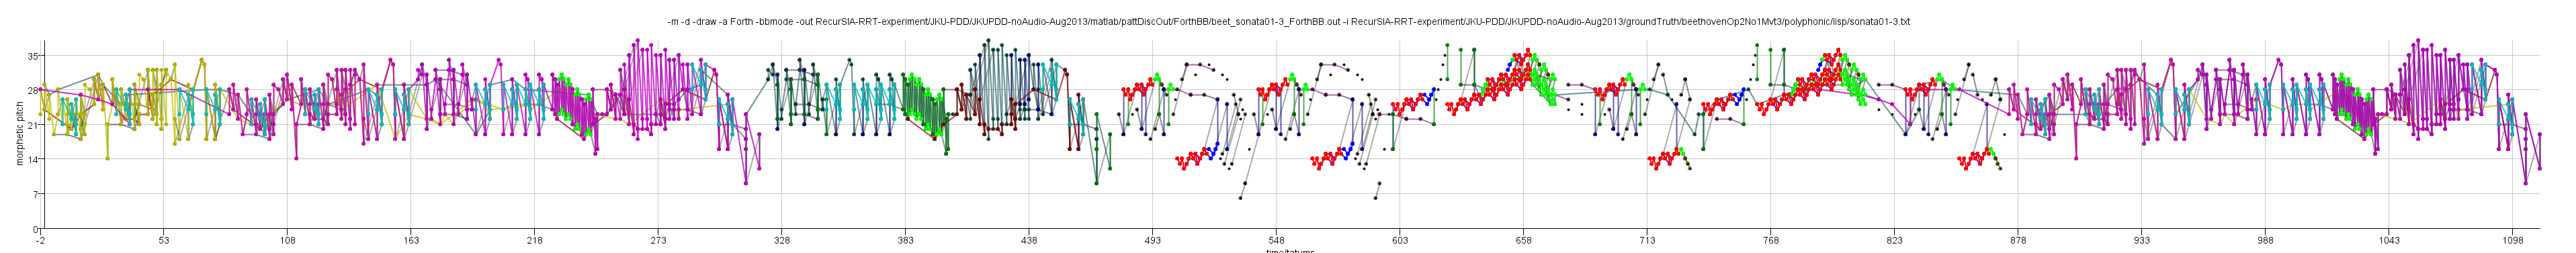 -m -d -draw -a Forth -bbmode -out RecurSIA-RRT-experiment/JKU-PDD/JKUPDD-noAudio-Aug2013/matlab/pattDiscOut/ForthBB/beet_sonata01-3_ForthBB.out -i RecurSIA-RRT-experiment/JKU-PDD/JKUPDD-noAudio-Aug2013/groundTruth/beethovenOp2No1Mvt3/polyphonic/lisp/sonata01-3.txt
35
28
21
14
7
0
morphetic pitch
-2 53 108 163 218 273 328 383 438 493 548 603 658 713 768 823 878 933 988 1043 1098
time/tatums